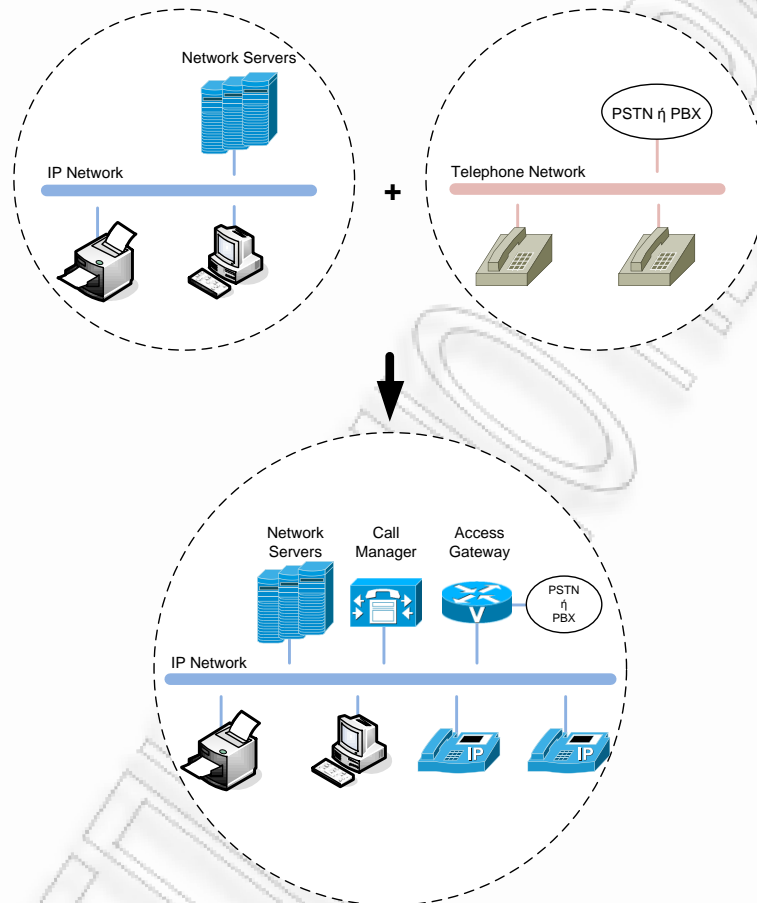 Network Servers
IP Network
+
PSTN ή PBX
Telephone Network
Network
Servers
Call
Manager
Access
Gateway
V
PSTN
ή
PBX
IP Network
IP
IP